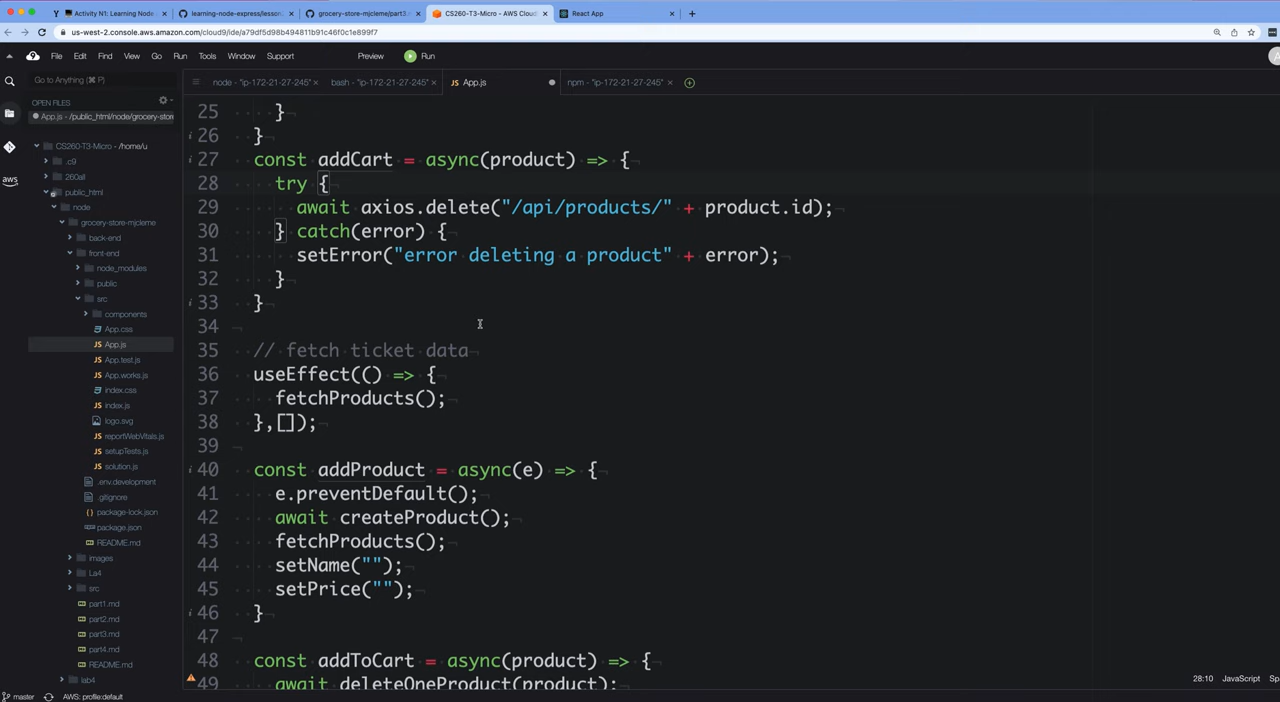 Activity N1: Learning Node
learning-node-express/lesson
grocery-store-mjcleme/part3.m
CS260-T3-Micro - AWS Cloud
React App
us-west-2.console.aws.amazon.com/cloud9/ide/a79df5d98b494811b91c46f0c1e899f7
File Edit Find View Go Run Tools Window Support Preview Run
Go to Anything (⌘ P)
node - "ip-172-21-27-245"
bash - "ip-172-21-27-245"
App.js
npm - "ip-172-21-27-245"
OPEN FILES
App.js - /public_html/node/grocery-store
CS260-T3-Micro - /home/u
.c9
260all
public_html
node
grocery-store-mjcleme
back-end
front-end
node_modules
public
src
components
App.css
App.js
App.test.js
App.works.js
index.css
index.js
logo.svg
reportWebVitals.js
setupTests.js
solution.js
.env.development
.gitignore
package-lock.json
package.json
README.md
images
La4
src
part1.md
part2.md
part3.md
part4.md
README.md
lab4
25 }
26 }
27 const addCart = async(product) => {
28 try {
29 await axios.delete("/api/products/" + product.id);
30 } catch(error) {
31 setError("error deleting a product" + error);
32 }
33 }
34
35 // fetch ticket data
36 useEffect(() => {
37 fetchProducts();
38 },[]);
39
40 const addProduct = async(e) => {
41 e.preventDefault();
42 await createProduct();
43 fetchProducts();
44 setName("");
45 setPrice("");
46 }
47
48 const addToCart = async(product) => {
49 await deleteOneProduct(product);
28:10 JavaScript Sp
master AWS: profile:default